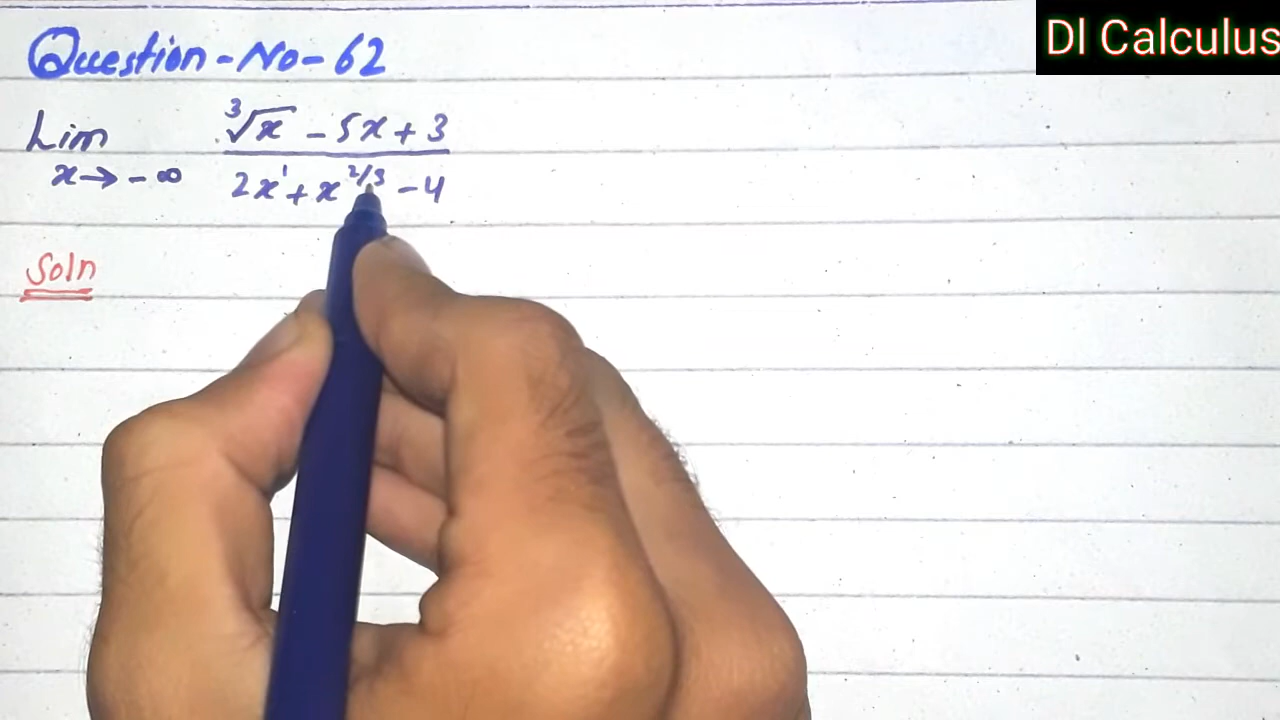 DI Calculus
Question-No-62
Lim x→-∞ (∛x - 5x + 3)/(2x¹ + x^2/3 - 4)
Soln